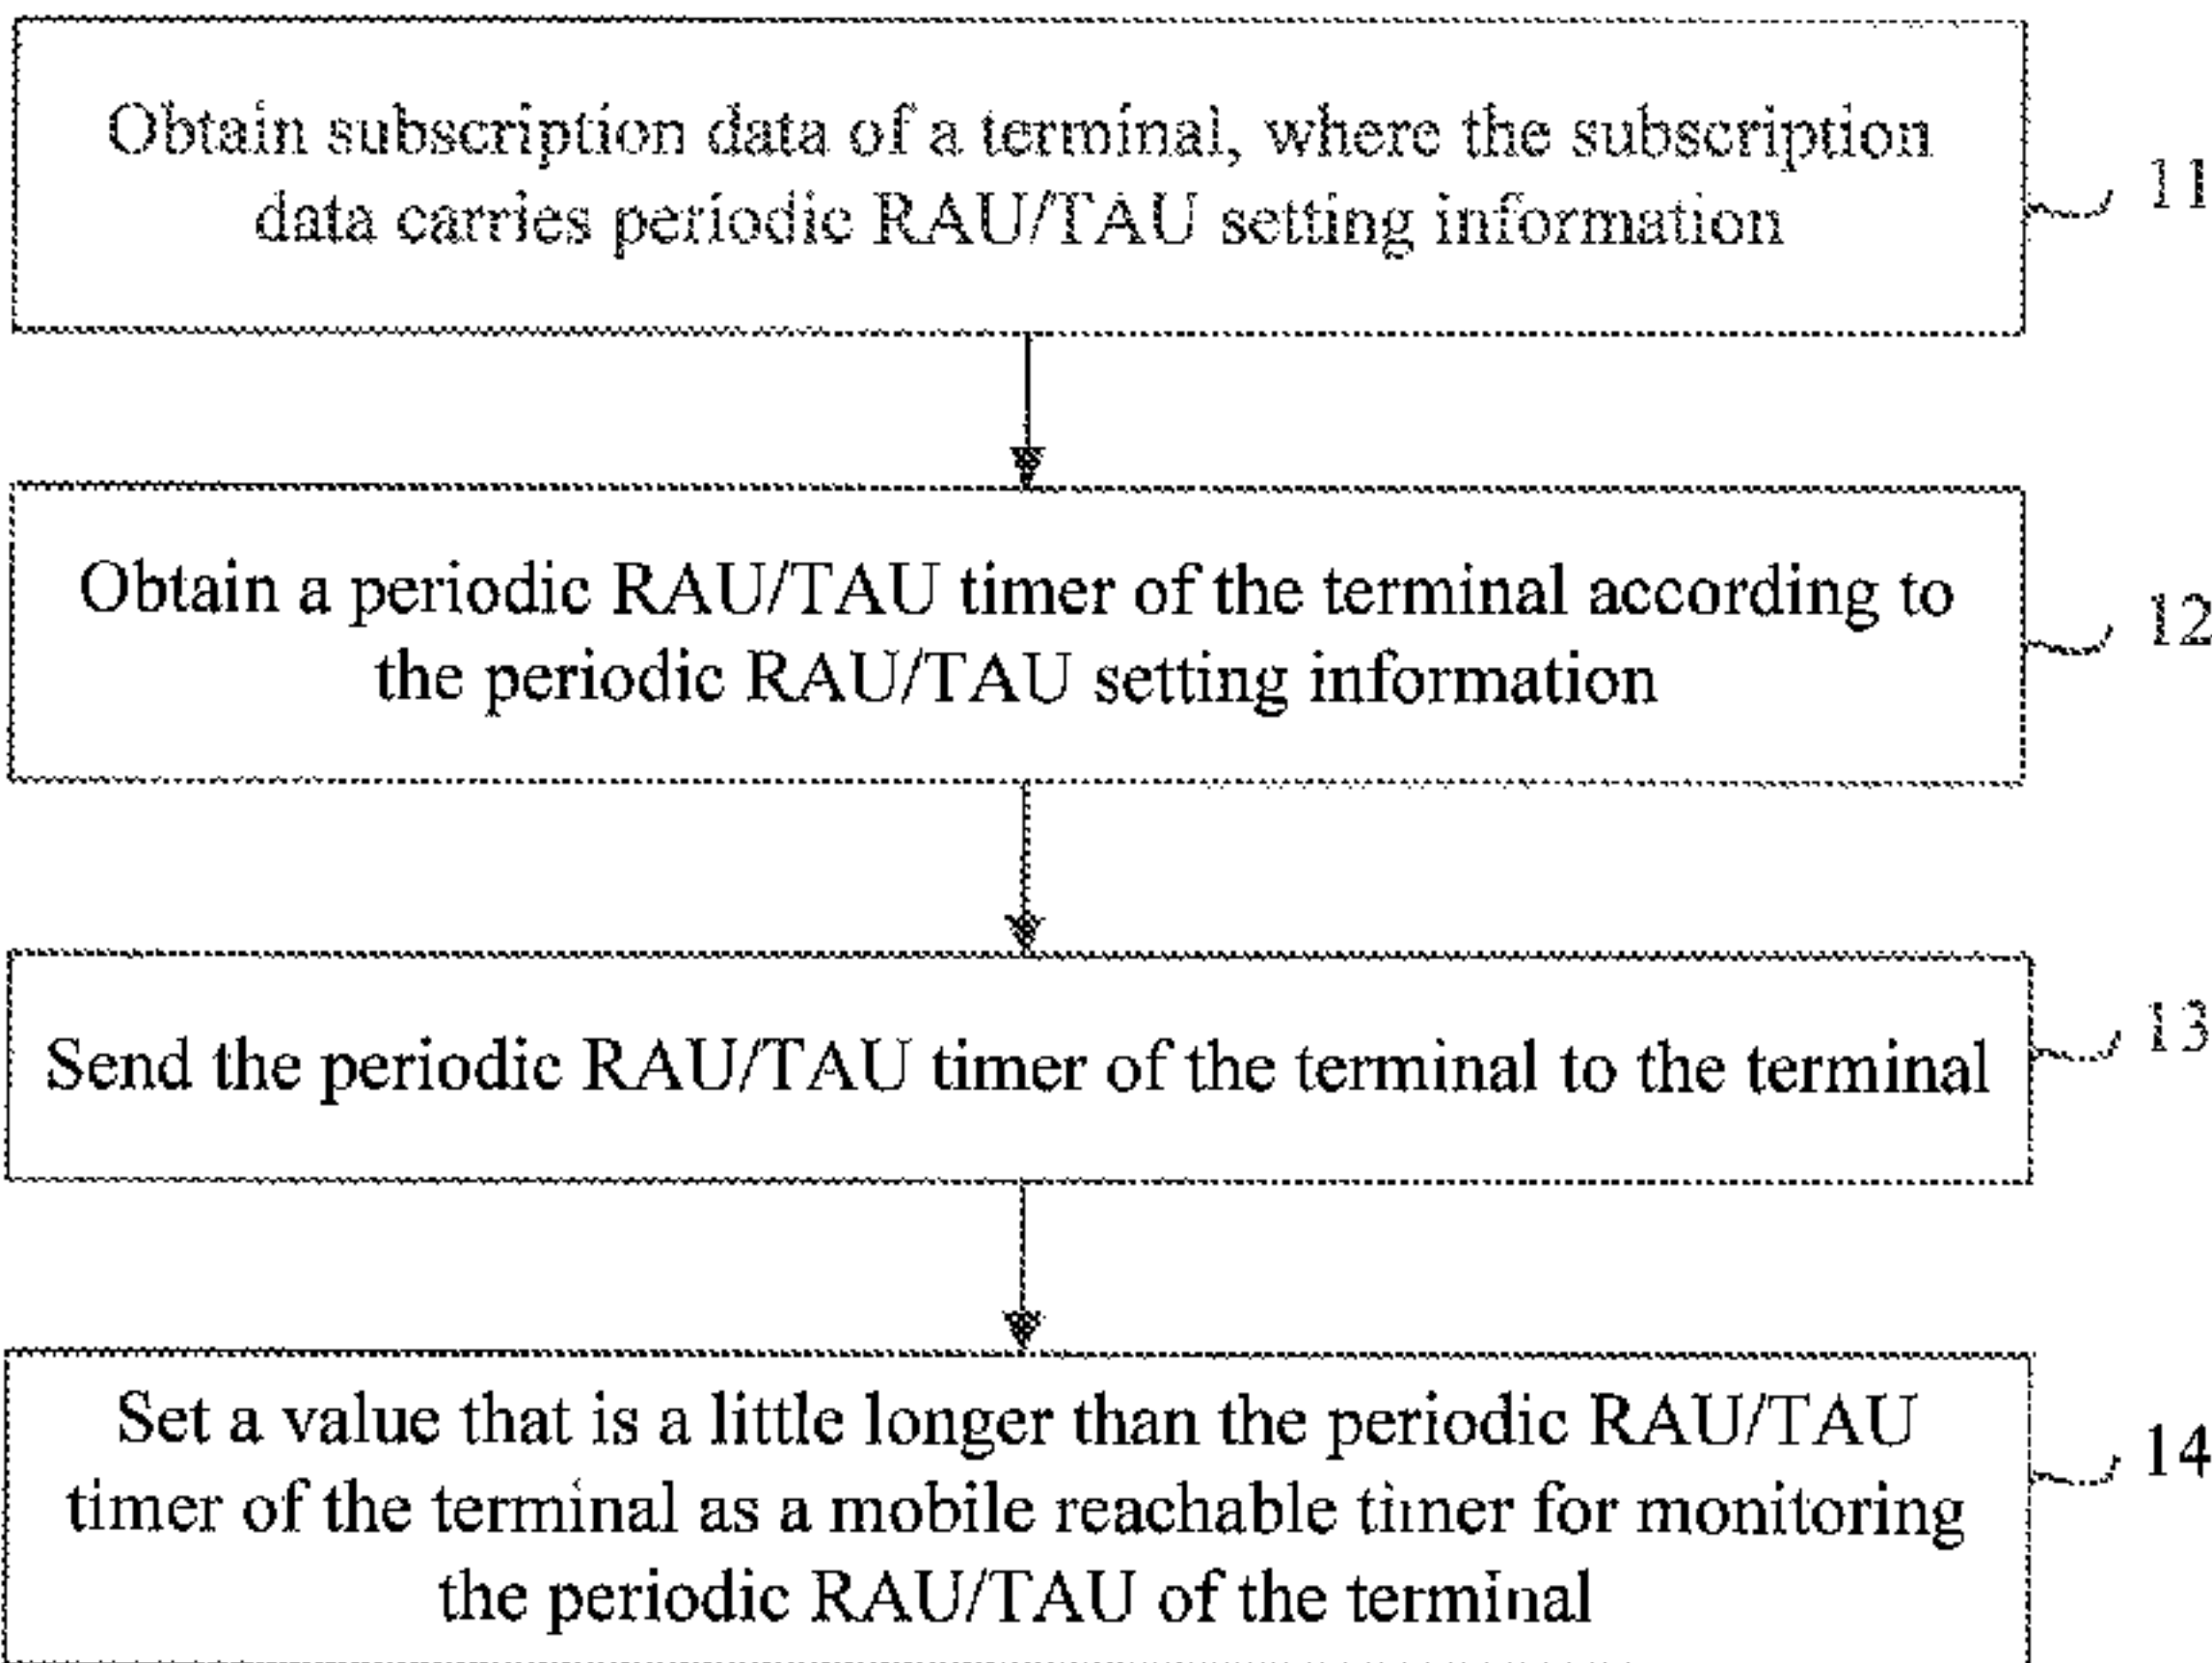 Obtain subscription data of a terminal, where the subscription
data carries periodic RAU/TAU setting information
11
Obtain a periodic RAU/TAU timer of the terminal according to
the periodic RAU/TAU setting information
12
Send the periodic RAU/TAU timer of the terminal to the terminal
13
Set a value that is a little longer than the periodic RAU/TAU
timer of the terminal as a mobile reachable timer for monitoring
the periodic RAU/TAU of the terminal
14